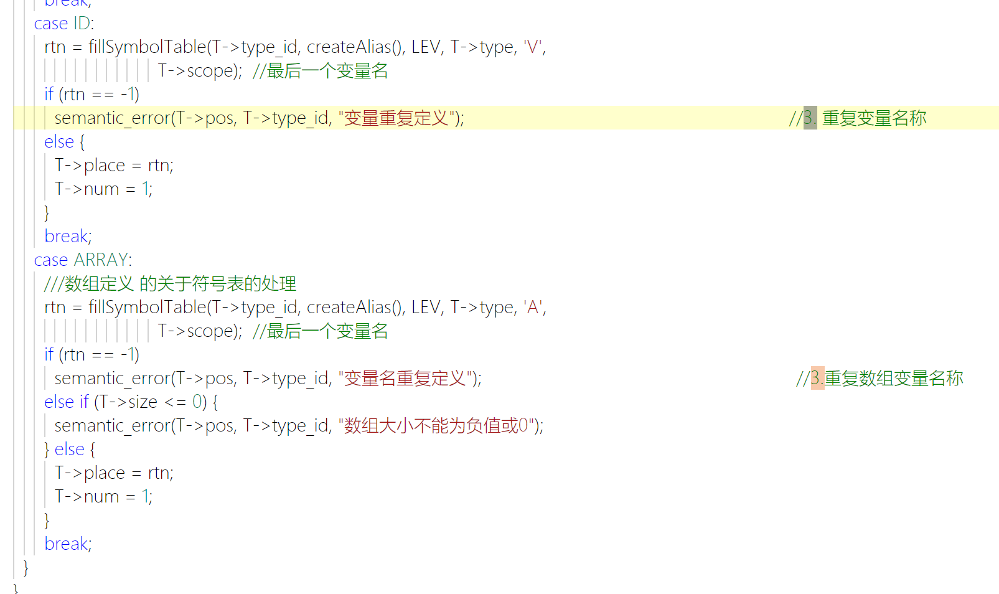 break;
case ID:
rtn = fillSymbolTable(T->type_id, createAlias(), LEV, T->type, 'V',
T->scope); //最后一个变量名
if (rtn == -1)
semantic_error(T->pos, T->type_id, "变量重复定义"); //3. 重复变量名称
else {
T->place = rtn;
T->num = 1;
}
break;
case ARRAY:
///数组定义 的关于符号表的处理
rtn = fillSymbolTable(T->type_id, createAlias(), LEV, T->type, 'A',
T->scope); //最后一个变量名
if (rtn == -1)
semantic_error(T->pos, T->type_id, "变量名重复定义"); //3.重复数组变量名称
else if (T->size <= 0) {
semantic_error(T->pos, T->type_id, "数组大小不能为负值或0");
} else {
T->place = rtn;
T->num = 1;
}
break;
}
}